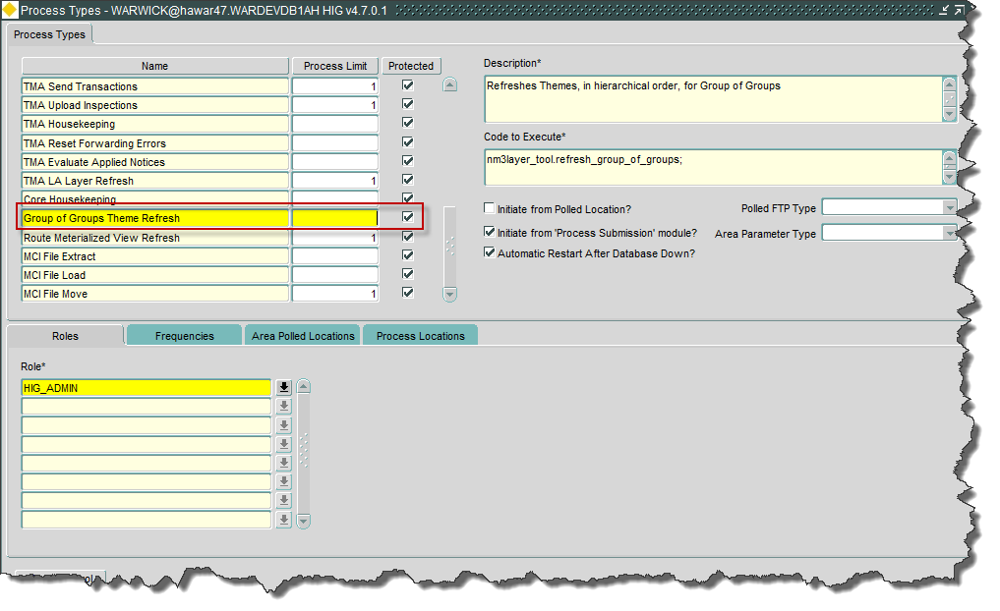 Process Types - WARWICK@hawar47.WARDEVDB1AH HIG v4.7.0.1
Process Types
Name Process Limit Protected
TMA Send Transactions 1
TMA Upload Inspections 1
TMA Housekeeping
TMA Reset Forwarding Errors
TMA Evaluate Applied Notices
TMA LA Layer Refresh 1
Core Housekeeping
Group of Groups Theme Refresh
Route Meterialized View Refresh 1
MCI File Extract
MCI File Load
MCI File Move 1
Description*
Refreshes Themes, in hierarchical order, for Group of Groups
Code to Execute*
nm3layer_tool.refresh_group_of_groups;
Initiate from Polled Location? Polled FTP Type
Initiate from 'Process Submission' module? Area Parameter Type
Automatic Restart After Database Down?
Roles Frequencies Area Polled Locations Process Locations
Role*
HIG_ADMIN